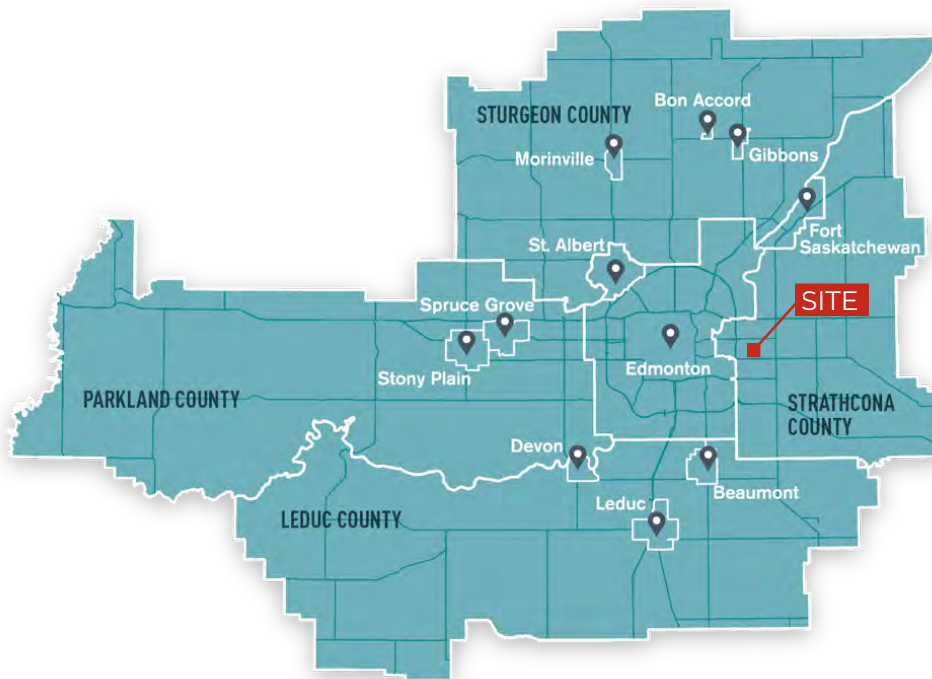 Bon Accord
STURGEON COUNTY
Morinville
Gibbons
Fort
Saskatchewan
St. Albert
SITE
Spruce Grove
Stony Plain
Edmonton
PARKLAND COUNTY
STRATHCONA
COUNTY
Devon
Beaumont
Leduc
LEDUC COUNTY